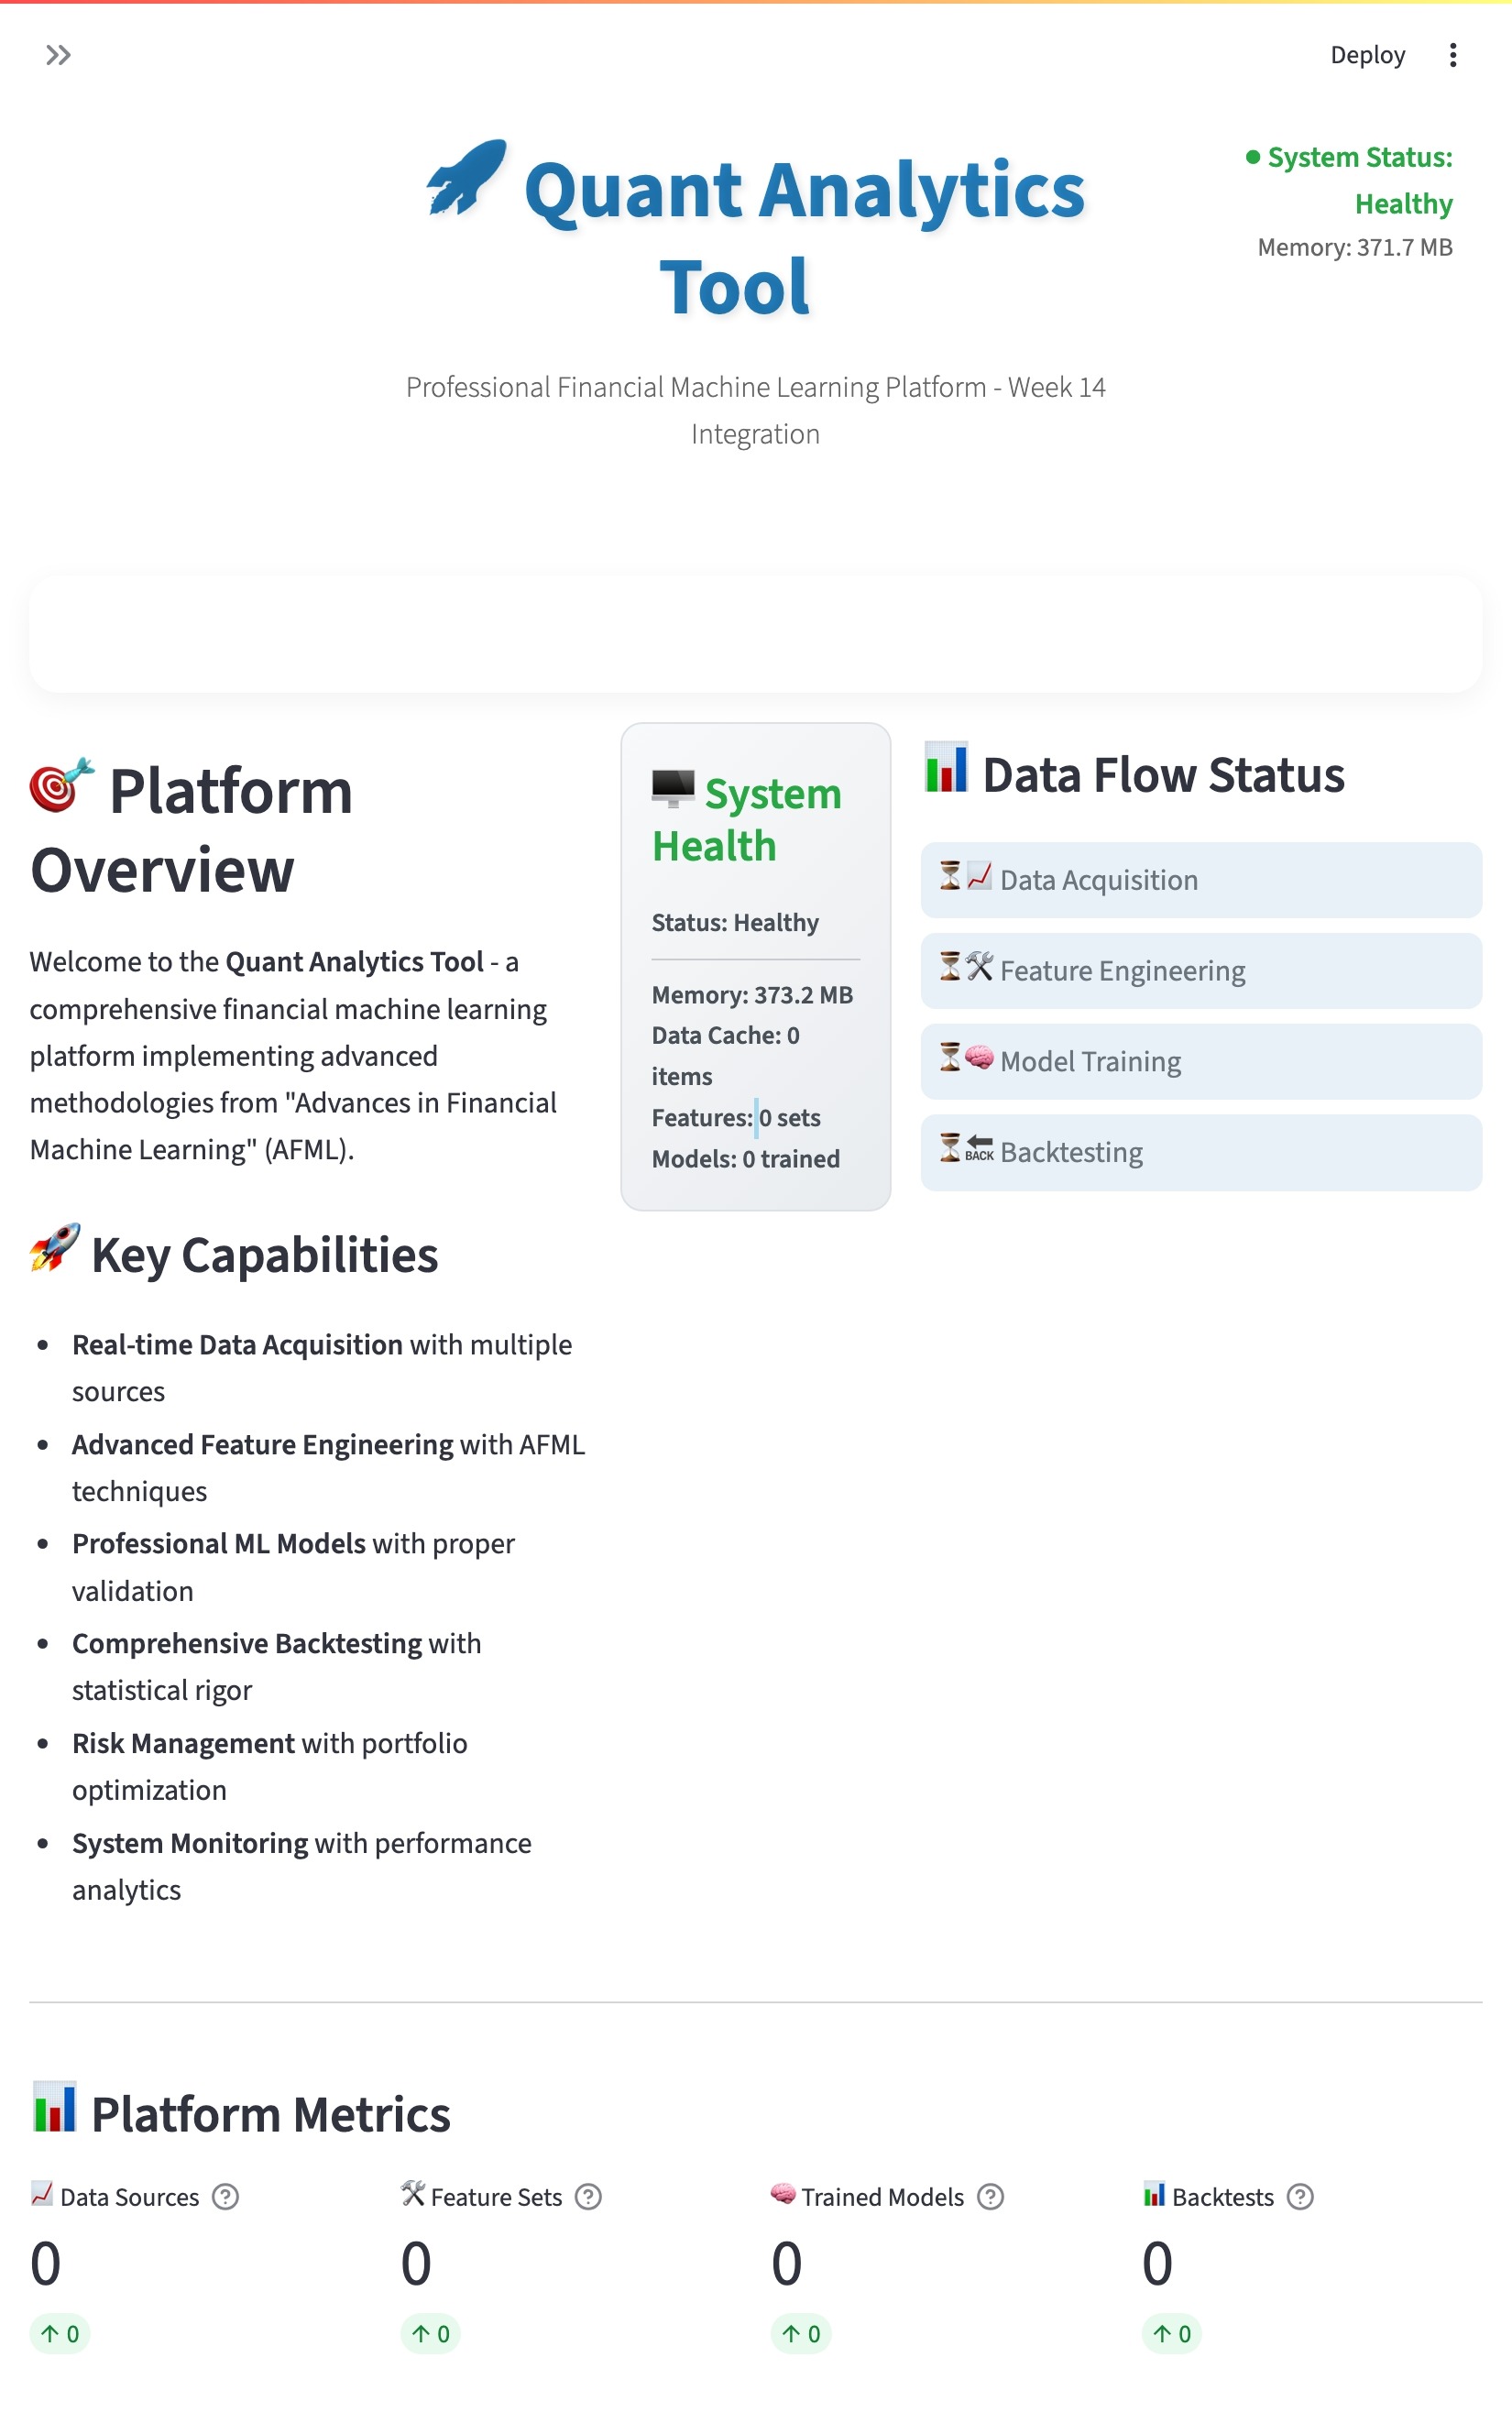 Deploy
Quant Analytics
Tool
System Status:
Healthy
Memory: 371.7 MB
Professional Financial Machine Learning Platform - Week 14
Integration
Platform
Overview
Welcome to the Quant Analytics Tool - a
comprehensive financial machine learning
platform implementing advanced
methodologies from "Advances in Financial
Machine Learning" (AFML).
Key Capabilities
Real-time Data Acquisition with multiple
sources
Advanced Feature Engineering with AFML
techniques
Professional ML Models with proper
validation
Comprehensive Backtesting with
statistical rigor
Risk Management with portfolio
optimization
System Monitoring with performance
analytics
System
Health
Status: Healthy
Memory: 373.2 MB
Data Cache: 0
items
Features: 0 sets
Models: 0 trained
Data Flow Status
Data Acquisition
Feature Engineering
Model Training
BACK Backtesting
Platform Metrics
Data Sources
0
↑ 0
Feature Sets
0
↑ 0
Trained Models
0
↑ 0
Backtests
0
↑ 0